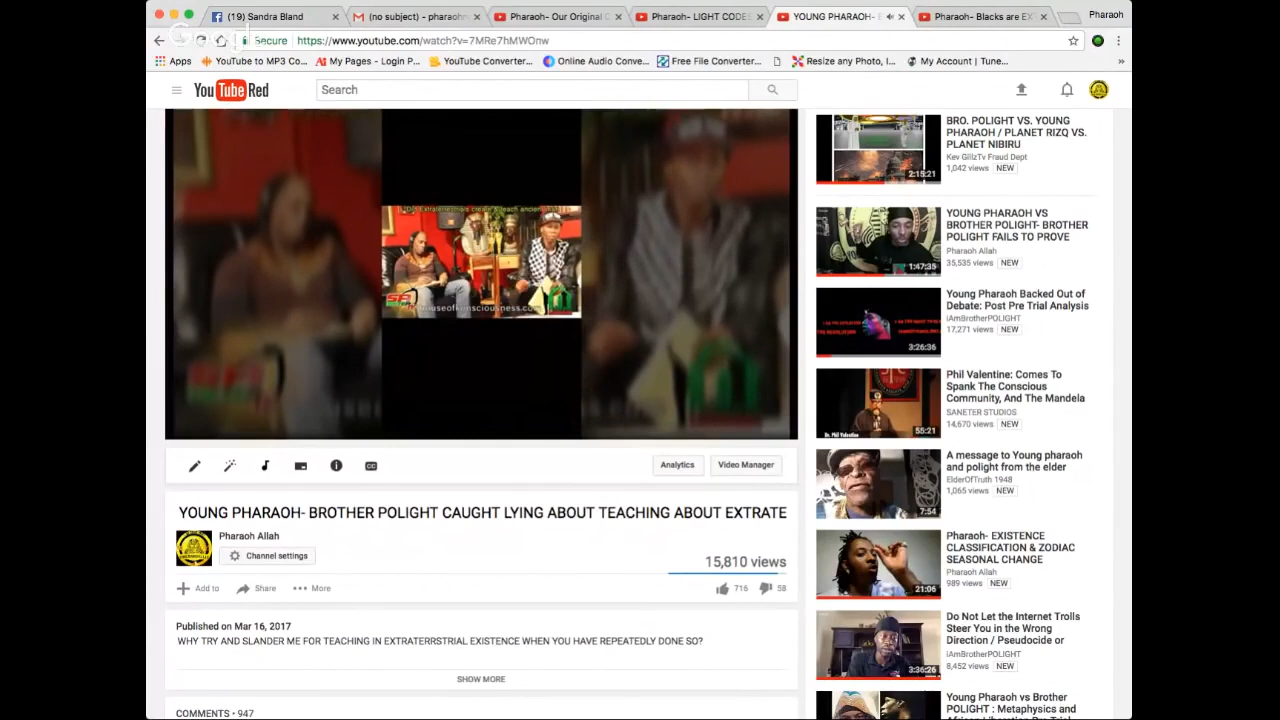 (19) Sandra Bland
(no subject) - pharaohn
Pharaoh- Our Original C
Pharaoh- LIGHT CODES
YOUNG PHARAOH- B
Pharaoh- Blacks are EX
Pharaoh
Secure
https://www.youtube.com/watch?v=7MRe7hMWOnw
Apps
YouTube to MP3 Co...
My Pages - Login P...
YouTube Converter...
Online Audio Conve...
Free File Converter...
Resize any Photo, I...
My Account | Tune...
YouTube Red
Search
houseofkonsciousness.com
Analytics
Video Manager
YOUNG PHARAOH- BROTHER POLIGHT CAUGHT LYING ABOUT TEACHING ABOUT EXTRATE
Pharaoh Allah
Channel settings
15,810 views
Add to
Share
More
716
58
Published on Mar 16, 2017
WHY TRY AND SLANDER ME FOR TEACHING IN EXTRATERRSTRIAL EXISTENCE WHEN YOU HAVE REPEATEDLY DONE SO?
SHOW MORE
COMMENTS • 947
BRO. POLIGHT VS. YOUNG
PHARAOH / PLANET RIZQ VS.
PLANET NIBIRU
Kev GillzTv Fraud Dept
1,042 views NEW
2:15:21
YOUNG PHARAOH VS
BROTHER POLIGHT- BROTHER
POLIGHT FAILS TO PROVE
Pharaoh Allah
35,535 views NEW
1:47:35
Young Pharaoh Backed Out of
Debate: Post Pre Trial Analysis
iAmBrotherPOLIGHT
17,271 views NEW
3:26:36
Phil Valentine: Comes To
Spank The Conscious
Community, And The Mandela
SANETER STUDIOS
14,670 views NEW
Dr. Phil Valentine
55:21
A message to Young pharaoh
and polight from the elder
ElderOfTruth 1948
1,065 views NEW
7:54
Pharaoh- EXISTENCE
CLASSIFICATION & ZODIAC
SEASONAL CHANGE
Pharaoh Allah
989 views NEW
21:06
Do Not Let the Internet Trolls
Steer You in the Wrong
Direction / Pseudocide or
iAmBrotherPOLIGHT
8,452 views NEW
3:36:26
Young Pharaoh vs Brother
POLIGHT : Metaphysics and